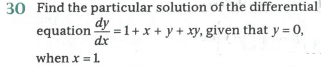 30 Find the particular solution of the differential
equation dy/dx = 1 + x + y + xy, given that y = 0,
when x = 1.